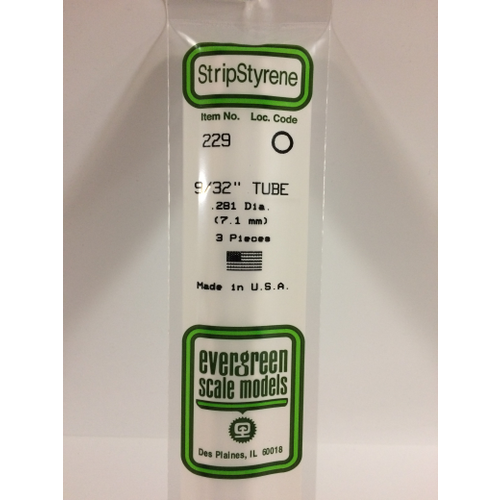 StripStyrene
Item No. Loc. Code
229
9/32" TUBE
.281 Dia.
(7.1 mm)
3 Pieces
Made in U.S.A.
evergreen
scale models
Des Plaines, IL 60018